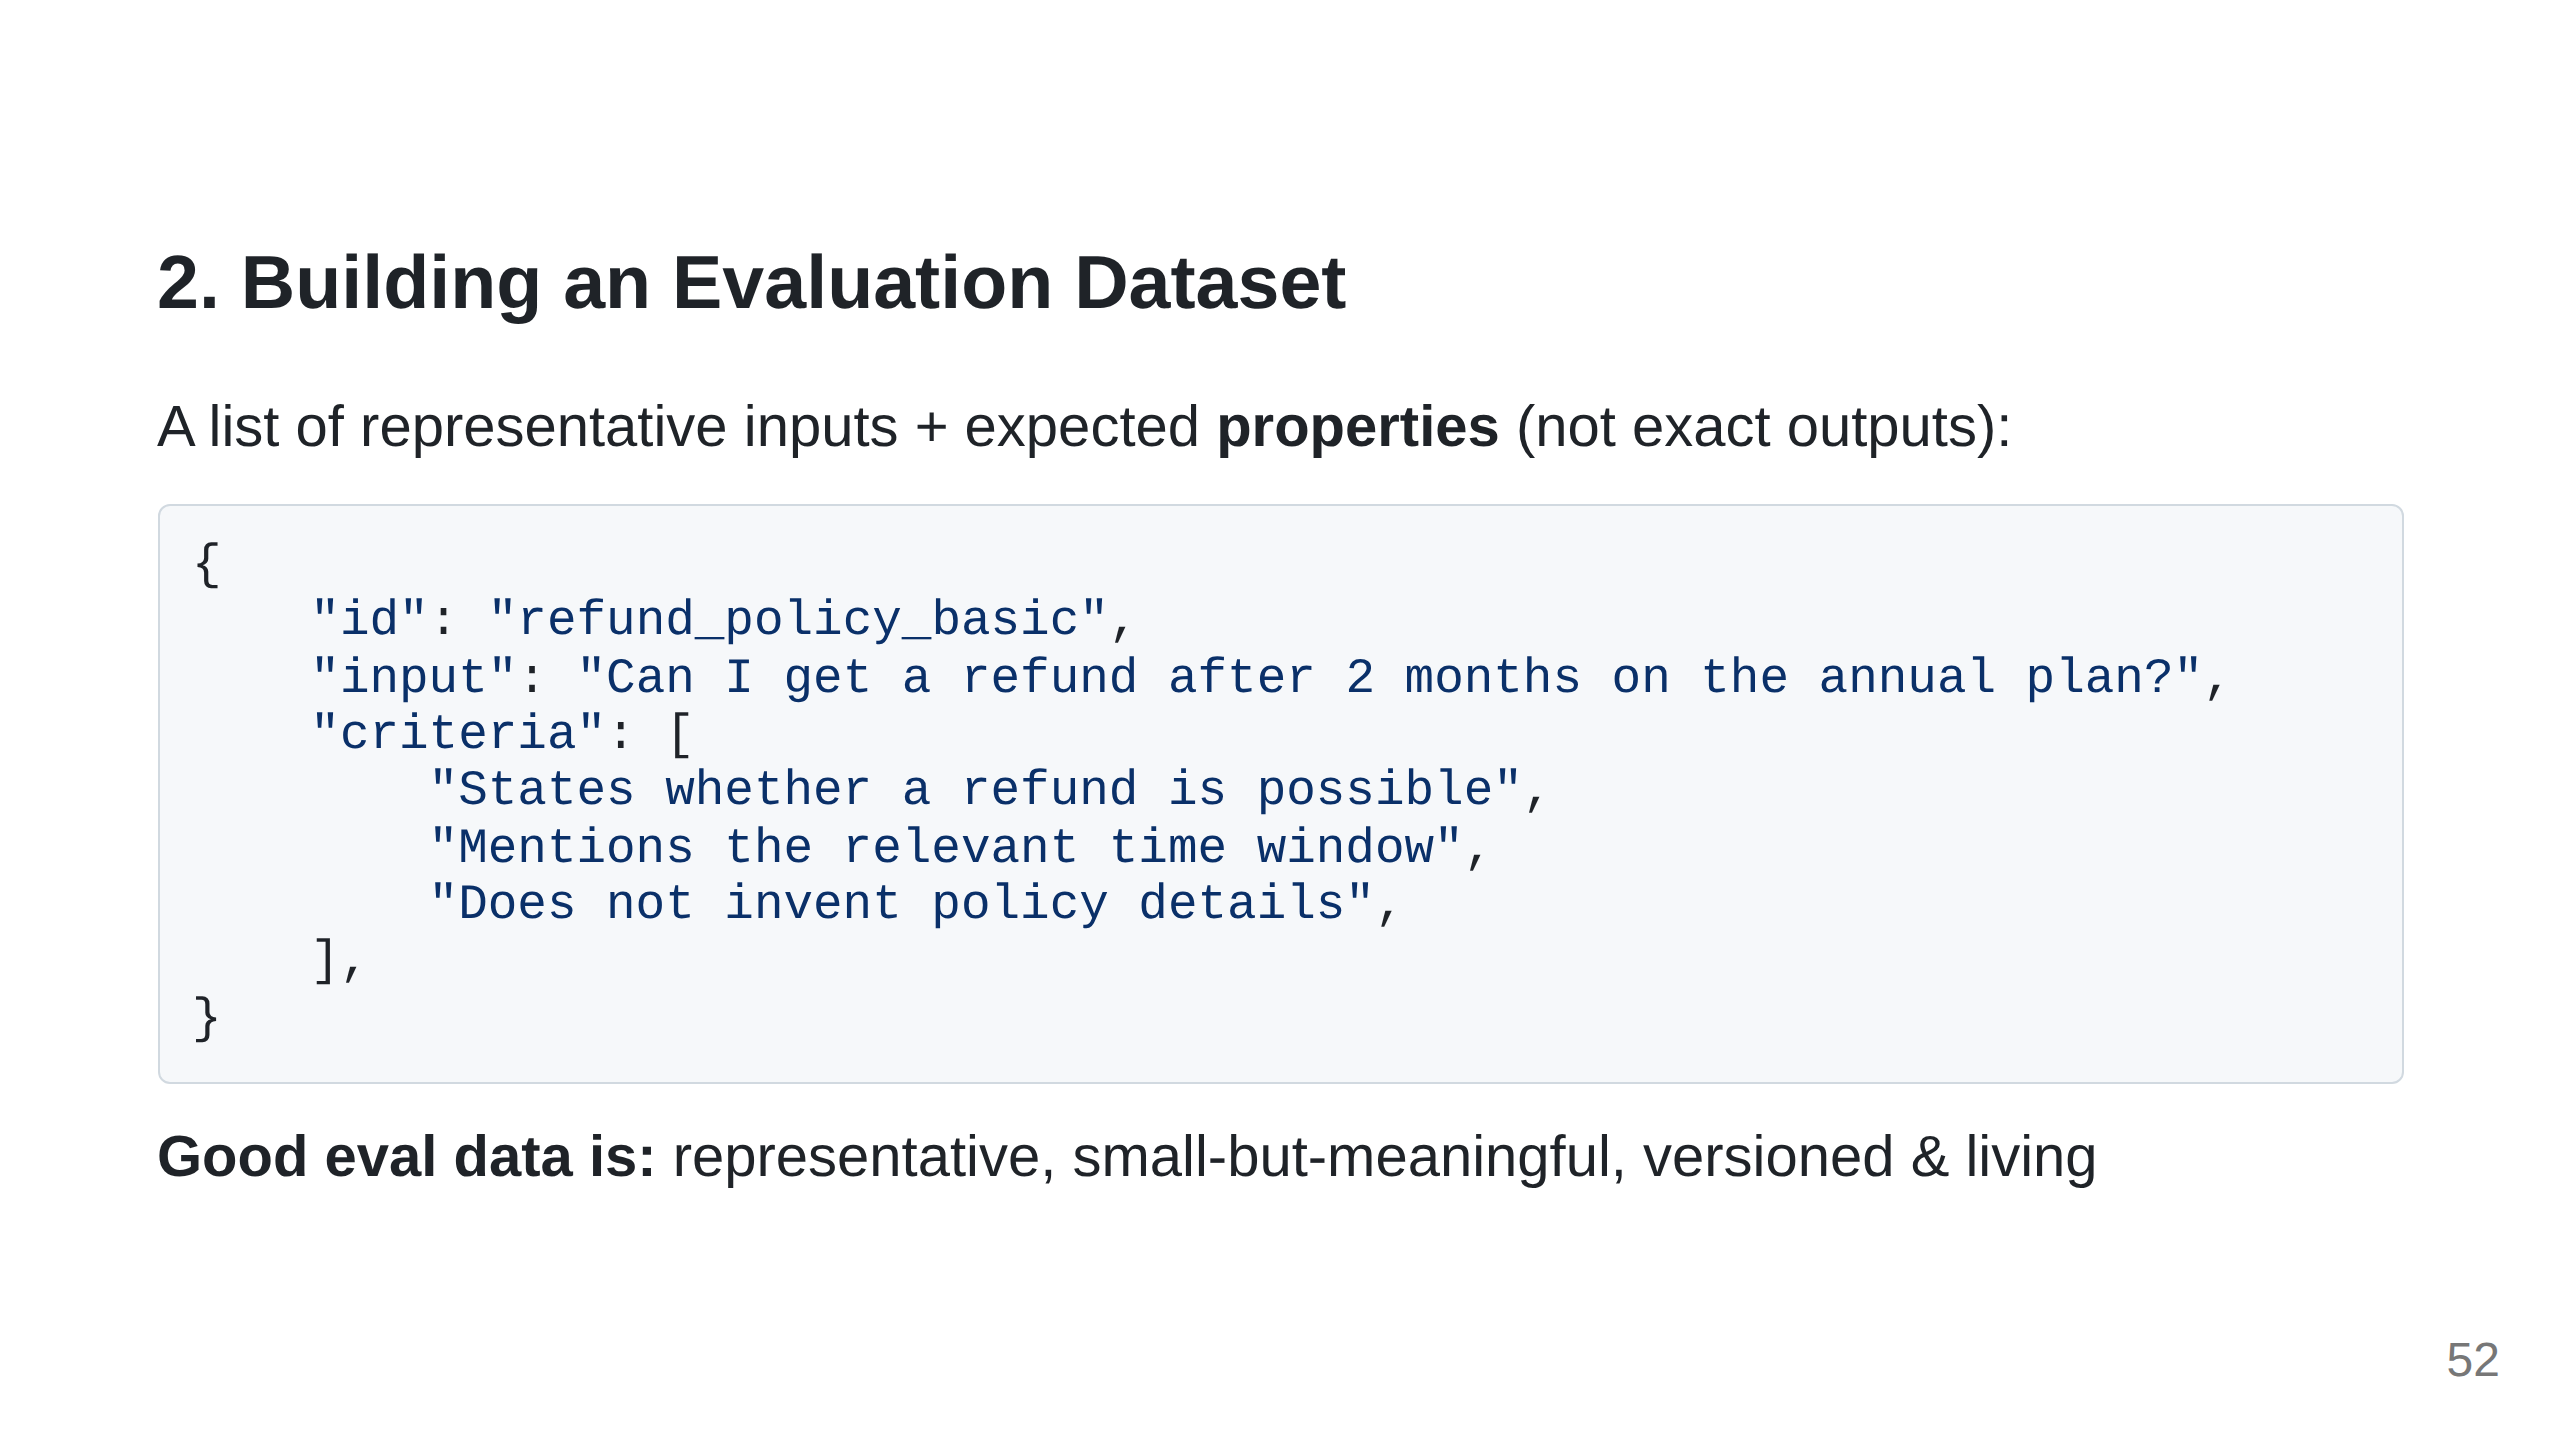 2. Building an Evaluation Dataset
A list of representative inputs + expected properties (not exact outputs):
{
    "id": "refund_policy_basic",
    "input": "Can I get a refund after 2 months on the annual plan?",
    "criteria": [
        "States whether a refund is possible",
        "Mentions the relevant time window",
        "Does not invent policy details",
    ],
}
Good eval data is: representative, small-but-meaningful, versioned & living
52